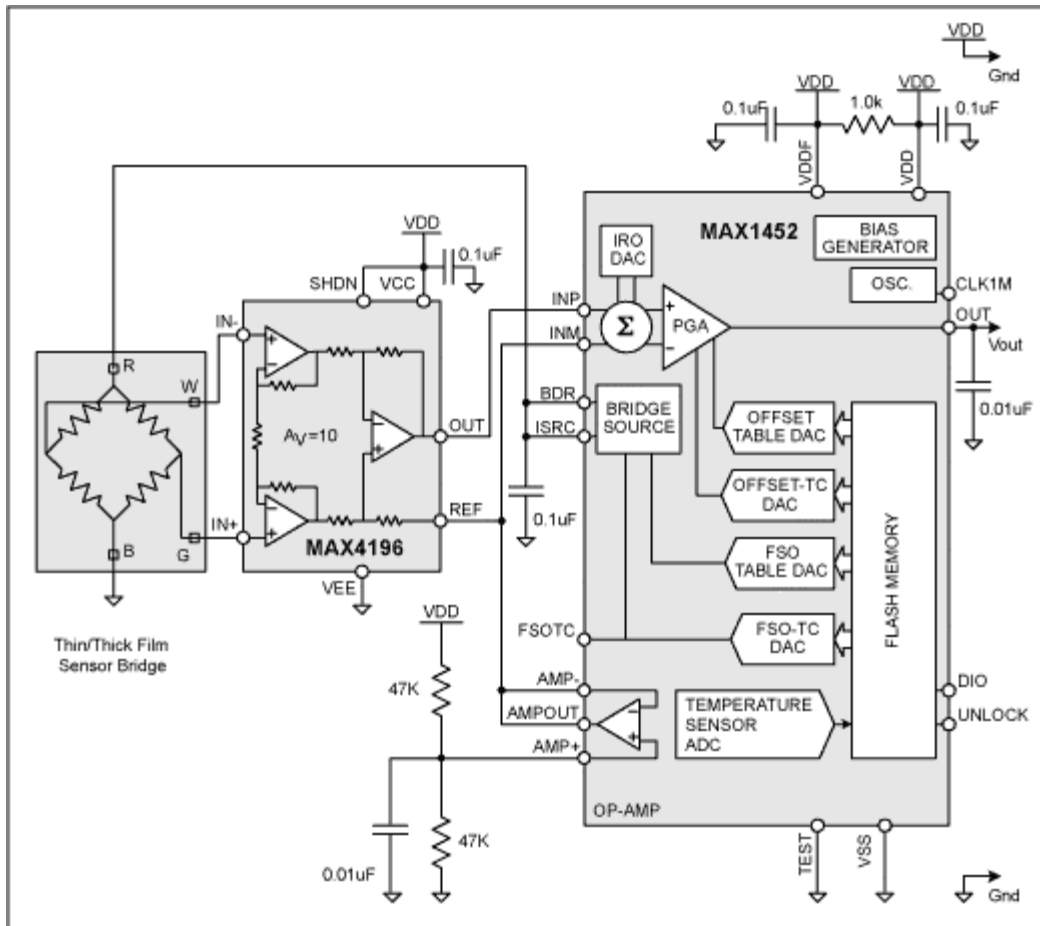 VDD
Gnd
VDD
VDD
0.1uF
1.0k
0.1uF
VDDF
VDD
MAX1452
BIAS
GENERATOR
IRO
DAC
OSC.
CLK1M
VDD
0.1uF
SHDN
VCC
INP
INM
Σ
+
PGA
−
OUT
Vout
0.01uF
IN-
R
W
+
−
BDR
ISRC
BRIDGE
SOURCE
OFFSET
TABLE DAC
AV=10
−
+
OUT
OFFSET-TC
DAC
REF
0.1uF
IN+
−
+
B
G
MAX4196
VEE
FSO
TABLE DAC
FLASH MEMORY
VDD
Thin/Thick Film
Sensor Bridge
FSOTC
FSO-TC
DAC
47K
AMP-
AMPOUT
AMP+
−
+
TEMPERATURE
SENSOR
ADC
DIO
UNLOCK
OP-AMP
47K
0.01uF
TEST
VSS
Gnd